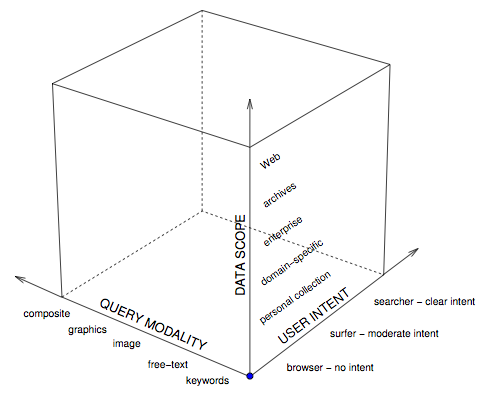 Web
archives
enterprise
domain-specific
personal collection
DATA SCOPE
USER INTENT
searcher - clear intent
surfer - moderate intent
browser - no intent
QUERY MODALITY
composite
graphics
image
free-text
keywords